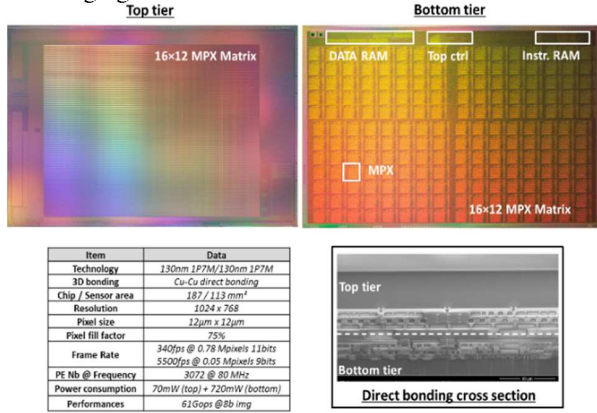 Top tier
Bottom tier
16×12 MPX Matrix
DATA RAM
Top ctrl
Instr. RAM
MPX
16×12 MPX Matrix
Item Data
Technology 130nm 1P7M/130nm 1P7M
3D bonding Cu-Cu direct bonding
Chip / Sensor area 187 / 113 mm²
Resolution 1024 x 768
Pixel size 12µm x 12µm
Pixel fill factor 75%
Frame Rate 340fps @ 0.78 Mpixels 11bits
5500fps @ 0.05 Mpixels 9bits
PE Nb @ Frequency 3072 @ 80 MHz
Power consumption 70mW (top) + 720mW (bottom)
Performances 61Gops @8b img
Top tier
Bottom tier
Direct bonding cross section